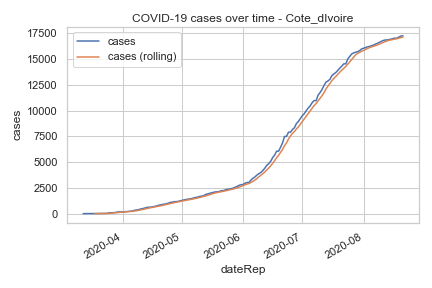 COVID-19 cases over time - Cote_dIvoire
cases
cases (rolling)
17500
15000
12500
10000
7500
5000
2500
0
cases
2020-04
2020-05
2020-06
2020-07
2020-08
dateRep